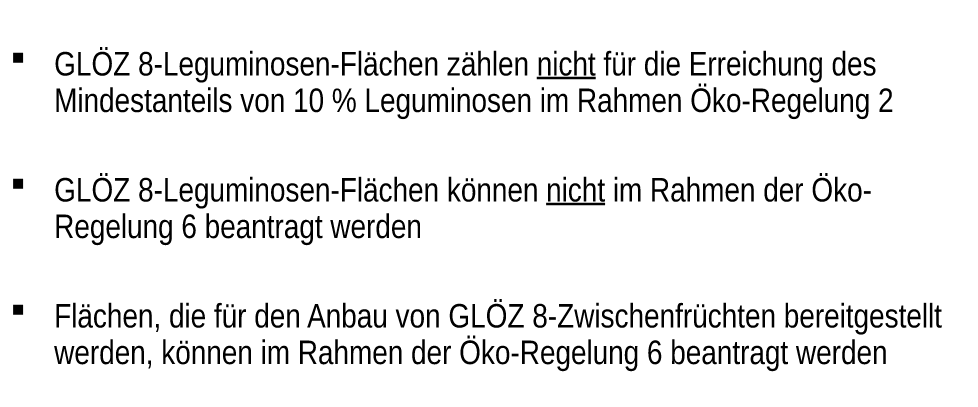 ▪ GLÖZ 8-Leguminosen-Flächen zählen nicht für die Erreichung des
Mindestanteils von 10 % Leguminosen im Rahmen Öko-Regelung 2
▪ GLÖZ 8-Leguminosen-Flächen können nicht im Rahmen der Öko-
Regelung 6 beantragt werden
▪ Flächen, die für den Anbau von GLÖZ 8-Zwischenfrüchten bereitgestellt
werden, können im Rahmen der Öko-Regelung 6 beantragt werden